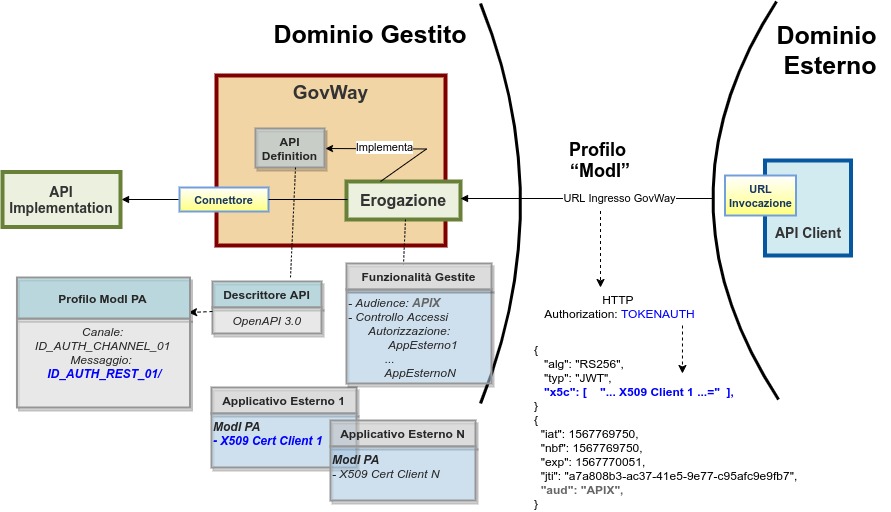 Dominio Gestito
Dominio
Esterno
GovWay
API
Definition
Implementa
Profilo
“ModI”
API
Implementation
Connettore
Erogazione
URL Ingresso GovWay
URL
Invocazione
API Client
Profilo ModI PA
Canale:
ID_AUTH_CHANNEL_01
Messaggio:
ID_AUTH_REST_01/
Descrittore API
OpenAPI 3.0
Funzionalità Gestite
- Audience: APIX
- Controllo Accessi
Autorizzazione:
AppEsterno1
...
AppEsternoN
Applicativo Esterno 1
ModI PA
- X509 Cert Client 1
Applicativo Esterno N
ModI PA
- X509 Cert Client N
HTTP
Authorization: TOKENAUTH
{
"alg": "RS256",
"typ": "JWT",
"x5c": [ "... X509 Client 1 ...=" ],
}
{
"iat": 1567769750,
"nbf": 1567769750,
"exp": 1567770051,
"jti": "a7a808b3-ac37-41e5-9e77-c95afc9e9fb7",
"aud": "APIX",
}